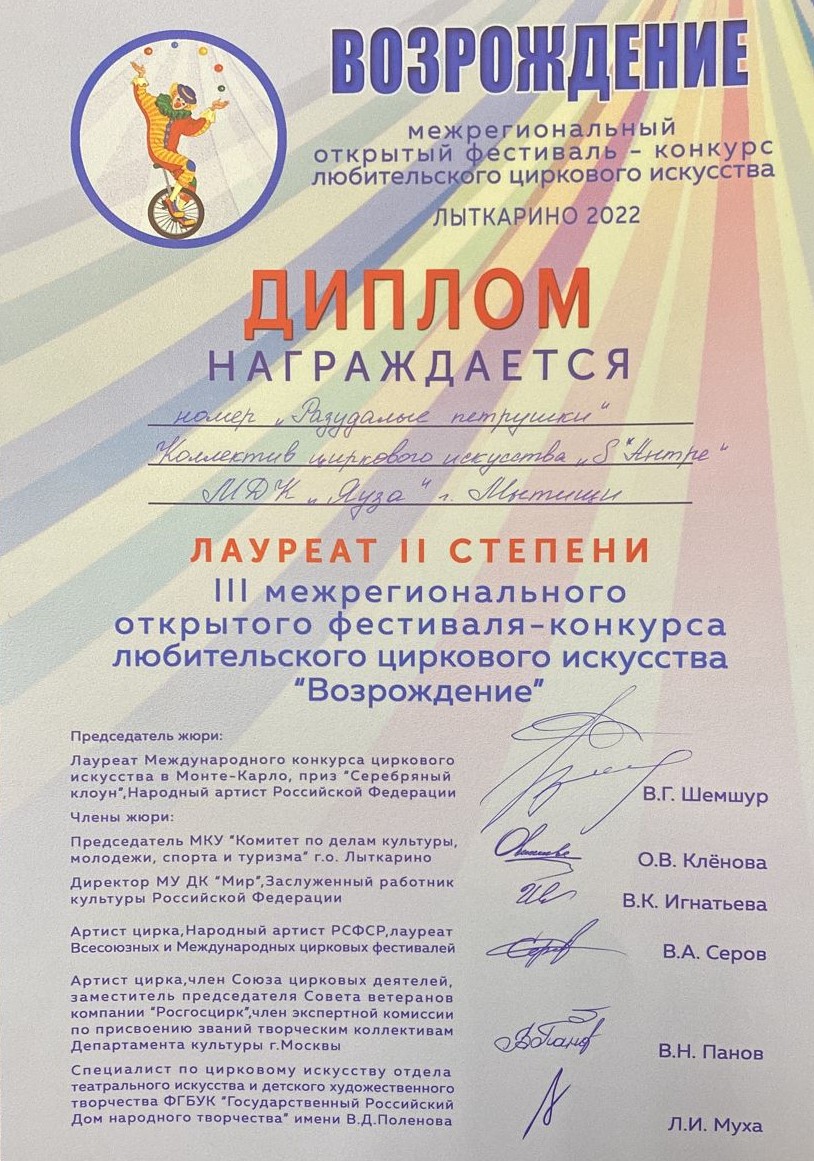 ВОЗРОЖДЕНИЕ
межрегиональный
открытый фестиваль - конкурс
любительского циркового искусства
ЛЫТКАРИНО 2022
ДИПЛОМ
НАГРАЖДАЕТСЯ
номер „Разудалые петрушки“
Коллектив циркового искусства „S*Антре“
МДК „Яуза“ г. Мытищи
ЛАУРЕАТ II СТЕПЕНИ
III межрегионального
открытого фестиваля-конкурса
любительского циркового искусства
"Возрождение"
Председатель жюри:
Лауреат Международного конкурса циркового
искусства в Монте-Карло, приз "Серебряный
клоун",Народный артист Российской Федерации
В.Г. Шемшур
Члены жюри:
Председатель МКУ "Комитет по делам культуры,
молодежи, спорта и туризма" г.о. Лыткарино
О.В. Клёнова
Директор МУ ДК "Мир",Заслуженный работник
культуры Российской Федерации
В.К. Игнатьева
Артист цирка,Народный артист РСФСР,лауреат
Всесоюзных и Международных цирковых фестивалей
Серов
В.А. Серов
Артист цирка,член Союза цирковых деятелей,
заместитель председателя Совета ветеранов
компании "Росгосцирк",член экспертной комиссии
по присвоению званий творческим коллективам
Департамента культуры г.Москвы
ВПанов
В.Н. Панов
Специалист по цирковому искусству отдела
театрального искусства и детского художественного
творчества ФГБУК "Государственный Российский
Дом народного творчества" имени В.Д.Поленова
Л.И. Муха